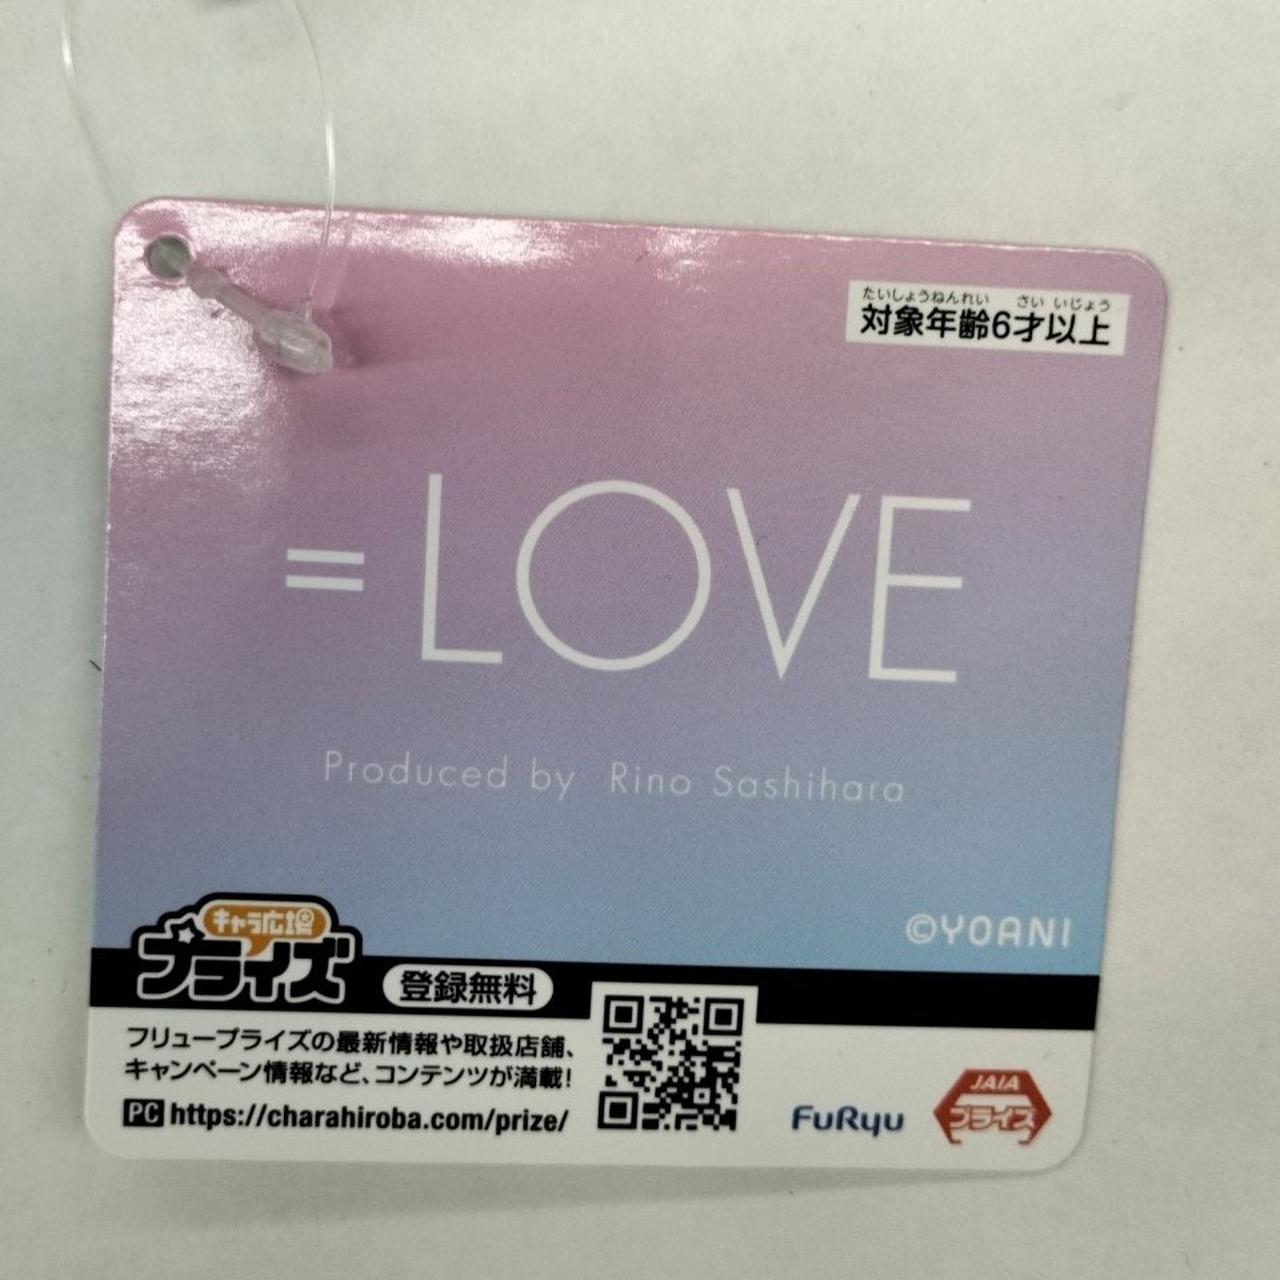 たいしょうねんれい さい いじょう
対象年齢6才以上
=LOVE
Produced by Rino Sashihara
©YOANI
キャラ広場
プライズ
登録無料
フリュープライズの最新情報や取扱店舗、
キャンペーン情報など、コンテンツが満載!
PC https://charahiroba.com/prize/
FuRyu
JAIA
プライズ